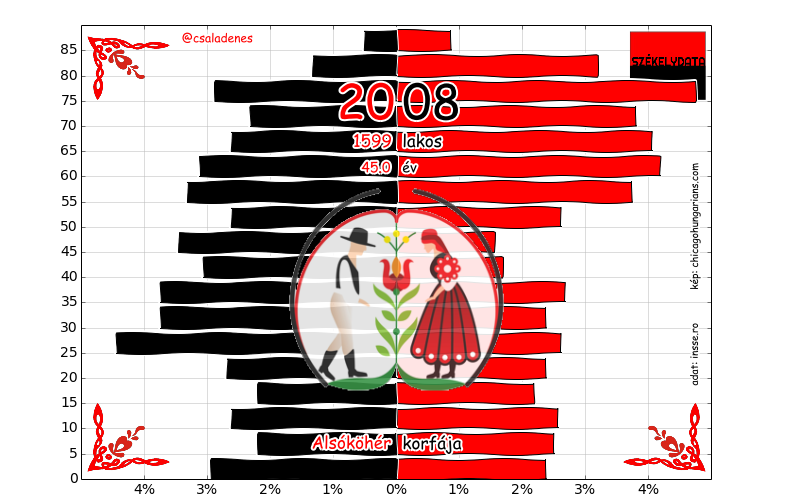 @csaladenes
SZÉKELYDATA
2008
1599 lakos
45.0 év
kép: chicagohungarians.com
adat: insse.ro
Alsóköhér korfája
85
80
75
70
65
60
55
50
45
40
35
30
25
20
15
10
5
0
4% 3% 2% 1% 0% 1% 2% 3% 4%